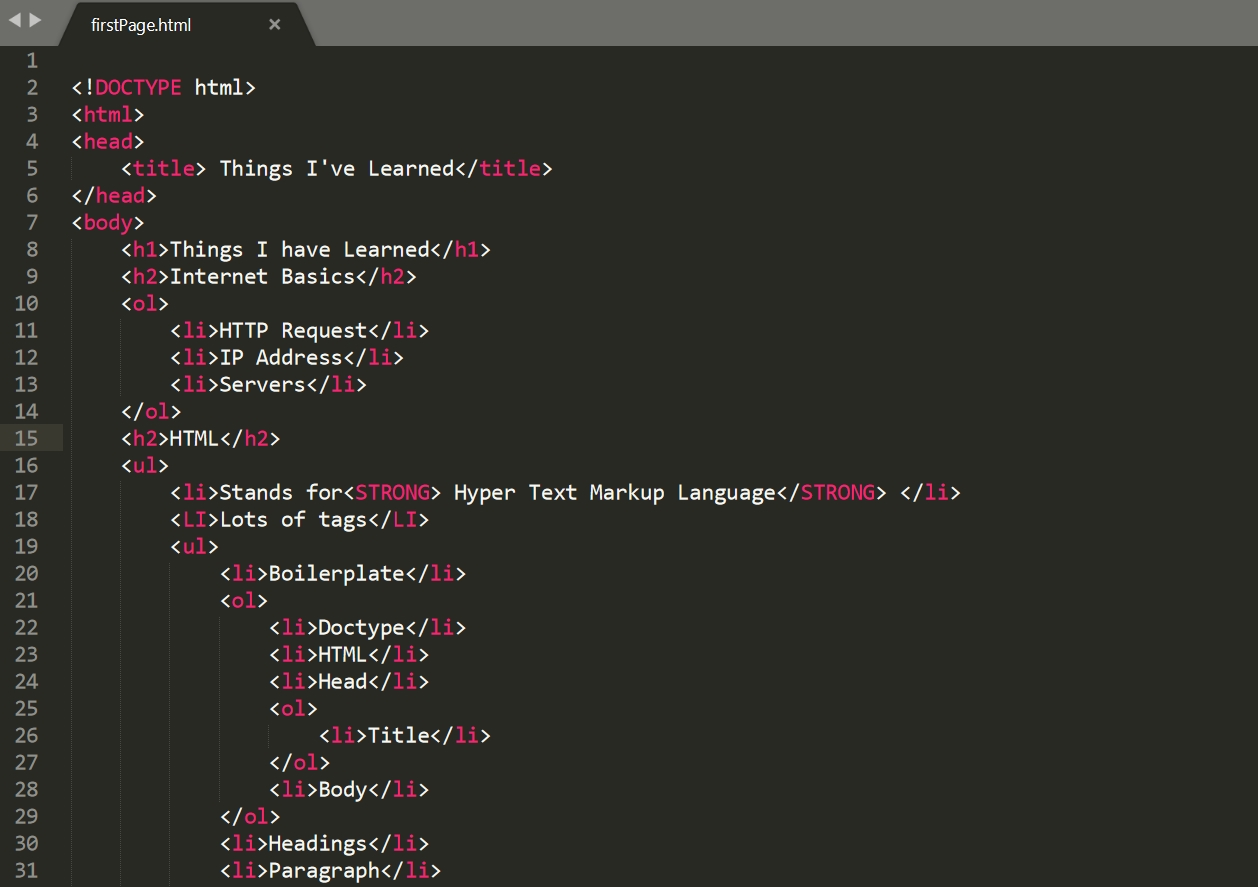 firstPage.html ×
1
2 <!DOCTYPE html>
3 <html>
4 <head>
5     <title> Things I've Learned</title>
6 </head>
7 <body>
8     <h1>Things I have Learned</h1>
9     <h2>Internet Basics</h2>
10     <ol>
11         <li>HTTP Request</li>
12         <li>IP Address</li>
13         <li>Servers</li>
14     </ol>
15     <h2>HTML</h2>
16     <ul>
17         <li>Stands for<STRONG> Hyper Text Markup Language</STRONG> </li>
18         <LI>Lots of tags</LI>
19         <ul>
20             <li>Boilerplate</li>
21             <ol>
22                 <li>Doctype</li>
23                 <li>HTML</li>
24                 <li>Head</li>
25                 <ol>
26                     <li>Title</li>
27                 </ol>
28                 <li>Body</li>
29             </ol>
30             <li>Headings</li>
31             <li>Paragraph</li>